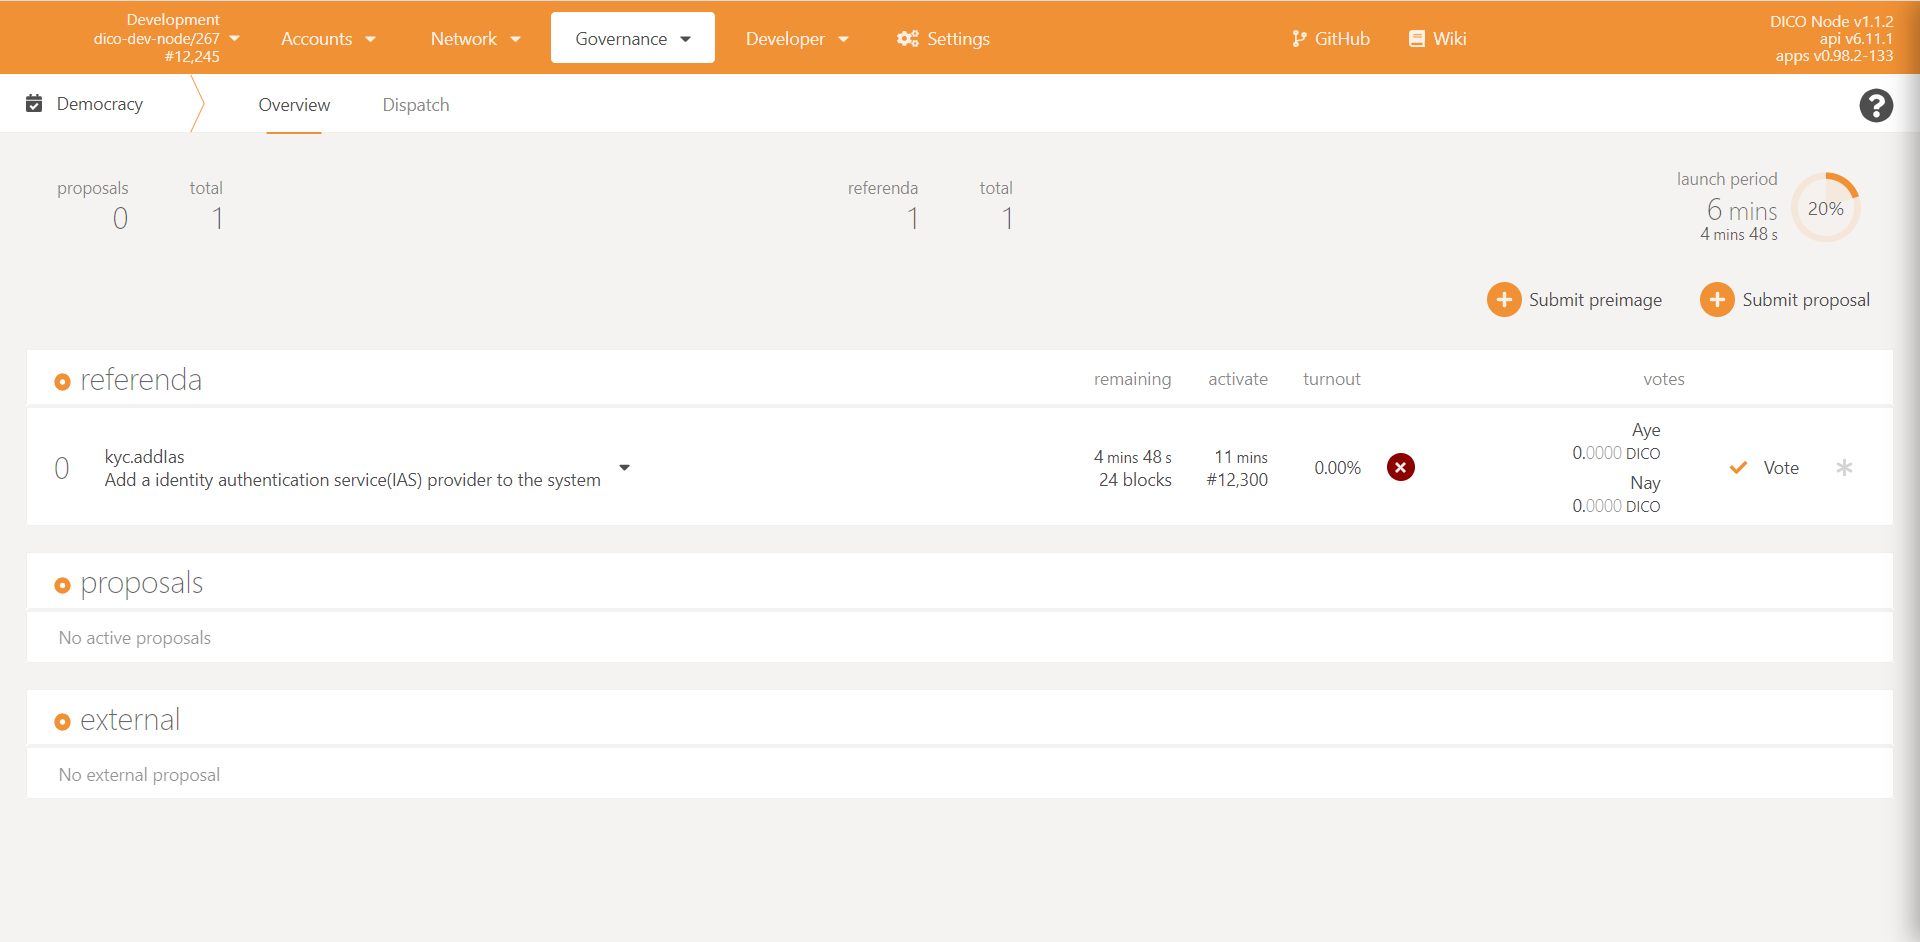 Development
dico-dev-node/267
#12,245
Accounts
Network
Governance
Developer
Settings
GitHub
Wiki
DICO Node v1.1.2
api v6.11.1
apps v0.98.2-133
Democracy
Overview
Dispatch
proposals
0
total
1
referenda
1
total
1
launch period
6 mins
4 mins 48 s
20%
Submit preimage
Submit proposal
referenda
remaining
activate
turnout
votes
0
kyc.addIas
Add a identity authentication service(IAS) provider to the system
4 mins 48 s
24 blocks
11 mins
#12,300
0.00%
Aye
0.0000 DICO
Nay
0.0000 DICO
Vote
proposals
No active proposals
external
No external proposal